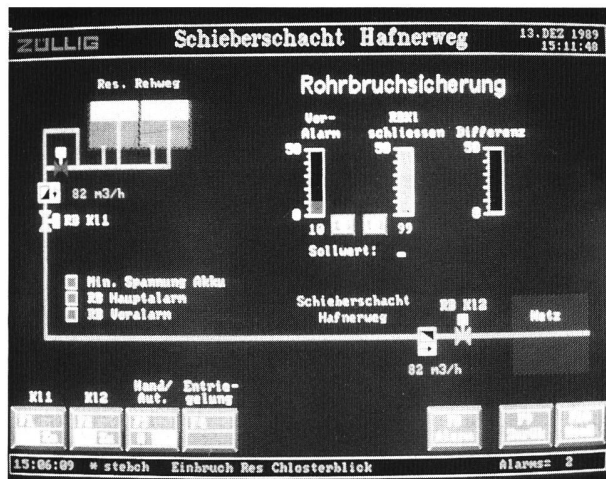 ZÜLLIG
Schieberschacht Hafnerweg
13.DEZ 1989
15:11:48
Res. Rehweg
Rohrbruchsicherung
Vor-
Alarm
RBK1
schliessen
Differenz
50
50
50
0
0
0
10
99
Sollwert:
82 m3/h
RB K11
Min. Spannung Akku
RB Hauptalarm
RB Voralarm
Schieberschacht
Hafnerweg
RB K12
Netz
82 m3/h
K11
K12
Hand/
Aut.
Entrie-
gelung
15:06:09 * stebch Einbruch Res Chlosterblick
Alarms= 2